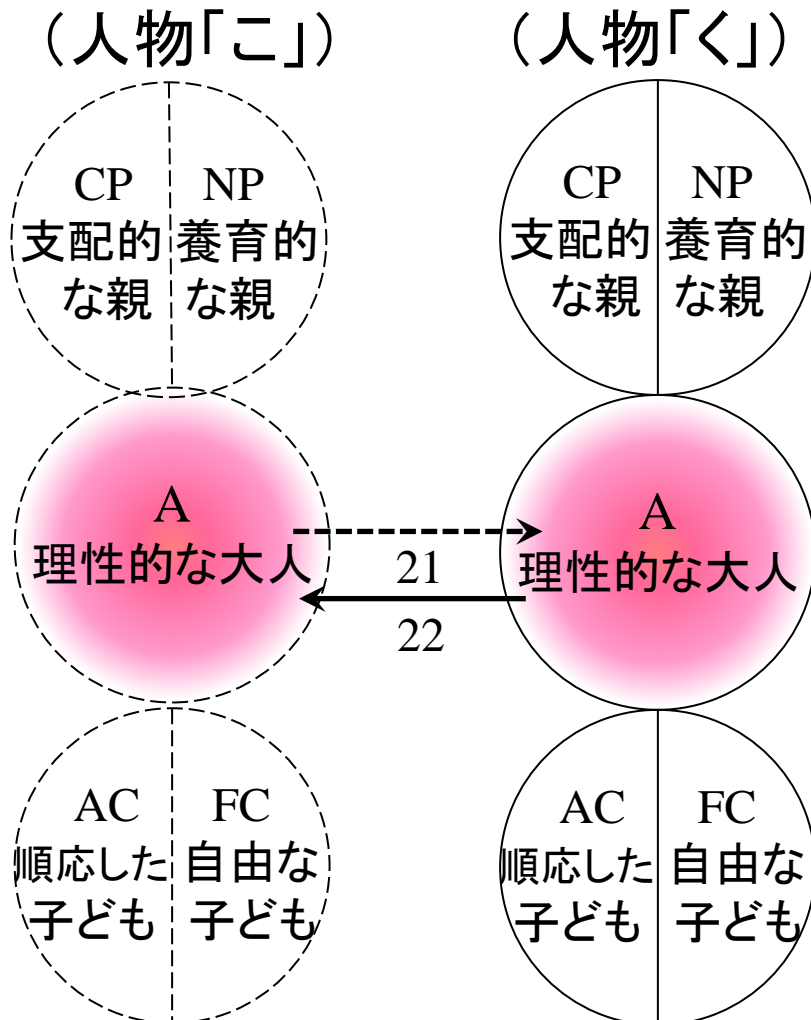 （人物「こ」）
（人物「く」）
CP
支配的
な親
NP
養育的
な親
CP
支配的
な親
NP
養育的
な親
A
理性的な大人
21
22
A
理性的な大人
AC
順応した
子ども
FC
自由な
子ども
AC
順応した
子ども
FC
自由な
子ども